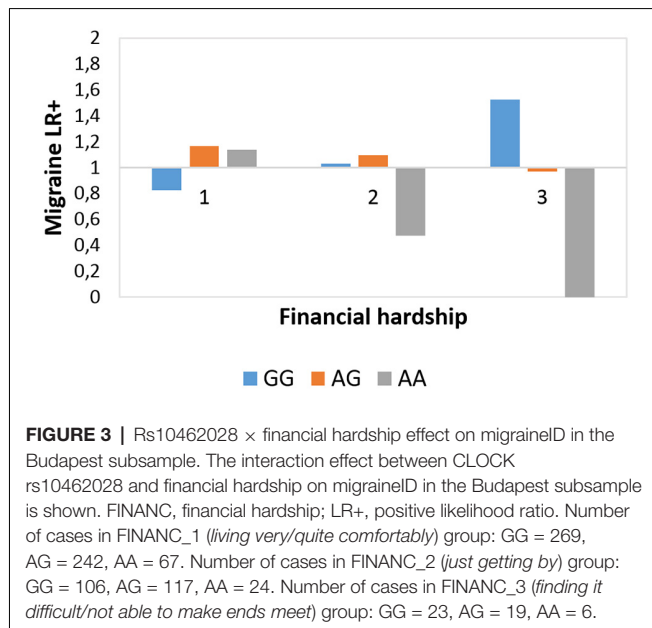 2
1,8
1,6
1,4
1,2
1
0,8
0,6
0,4
0,2
0
Migraine LR+
1 2 3
Financial hardship
GG AG AA
FIGURE 3 | Rs10462028 × financial hardship effect on migraineID in the
Budapest subsample. The interaction effect between CLOCK
rs10462028 and financial hardship on migraineID in the Budapest subsample
is shown. FINANC, financial hardship; LR+, positive likelihood ratio. Number
of cases in FINANC_1 (living very/quite comfortably) group: GG = 269,
AG = 242, AA = 67. Number of cases in FINANC_2 (just getting by) group:
GG = 106, AG = 117, AA = 24. Number of cases in FINANC_3 (finding it
difficult/not able to make ends meet) group: GG = 23, AG = 19, AA = 6.